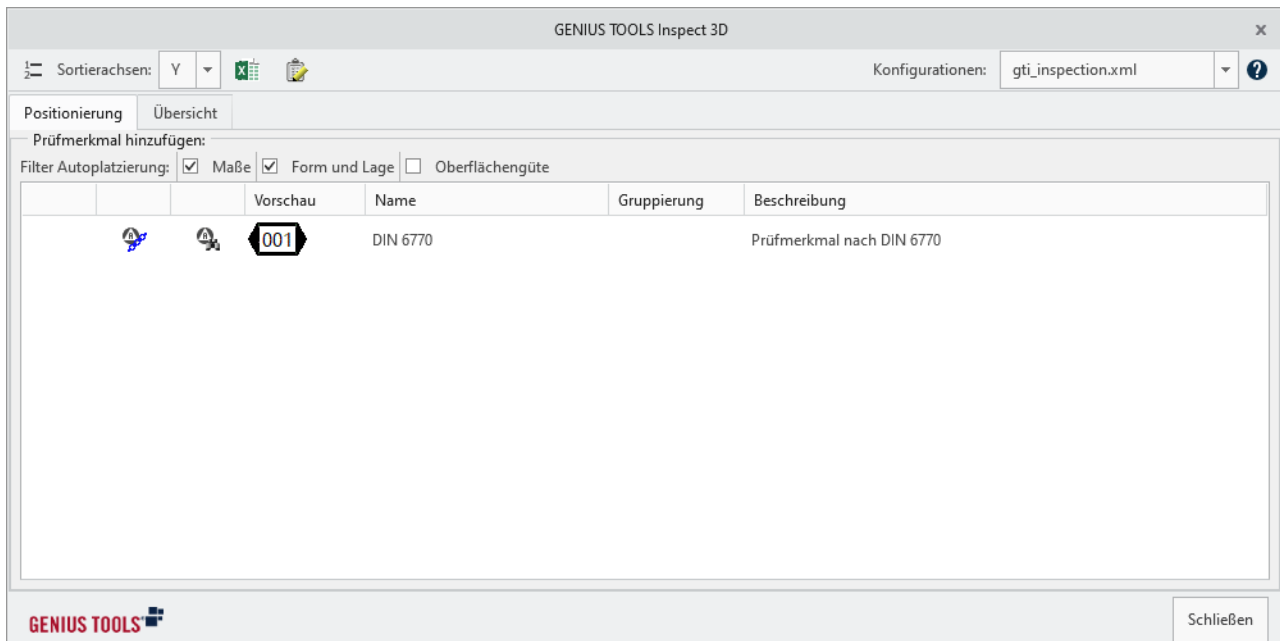 GENIUS TOOLS Inspect 3D x
Sortierachsen: Y Konfigurationen: gti_inspection.xml ?
Positionierung Übersicht
Prüfmerkmal hinzufügen:
Filter Autoplatzierung: Maße Form und Lage Oberflächengüte
Vorschau Name Gruppierung Beschreibung
001 DIN 6770 Prüfmerkmal nach DIN 6770
GENIUS TOOLS Schließen